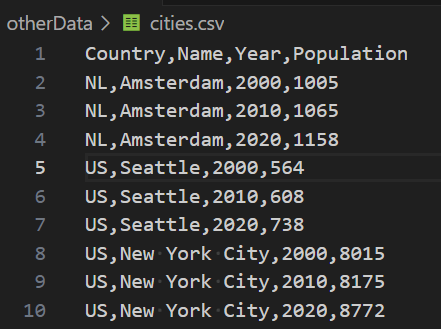 otherData > cities.csv
1 Country,Name,Year,Population
2 NL,Amsterdam,2000,1005
3 NL,Amsterdam,2010,1065
4 NL,Amsterdam,2020,1158
5 US,Seattle,2000,564
6 US,Seattle,2010,608
7 US,Seattle,2020,738
8 US,New York City,2000,8015
9 US,New York City,2010,8175
10 US,New York City,2020,8772